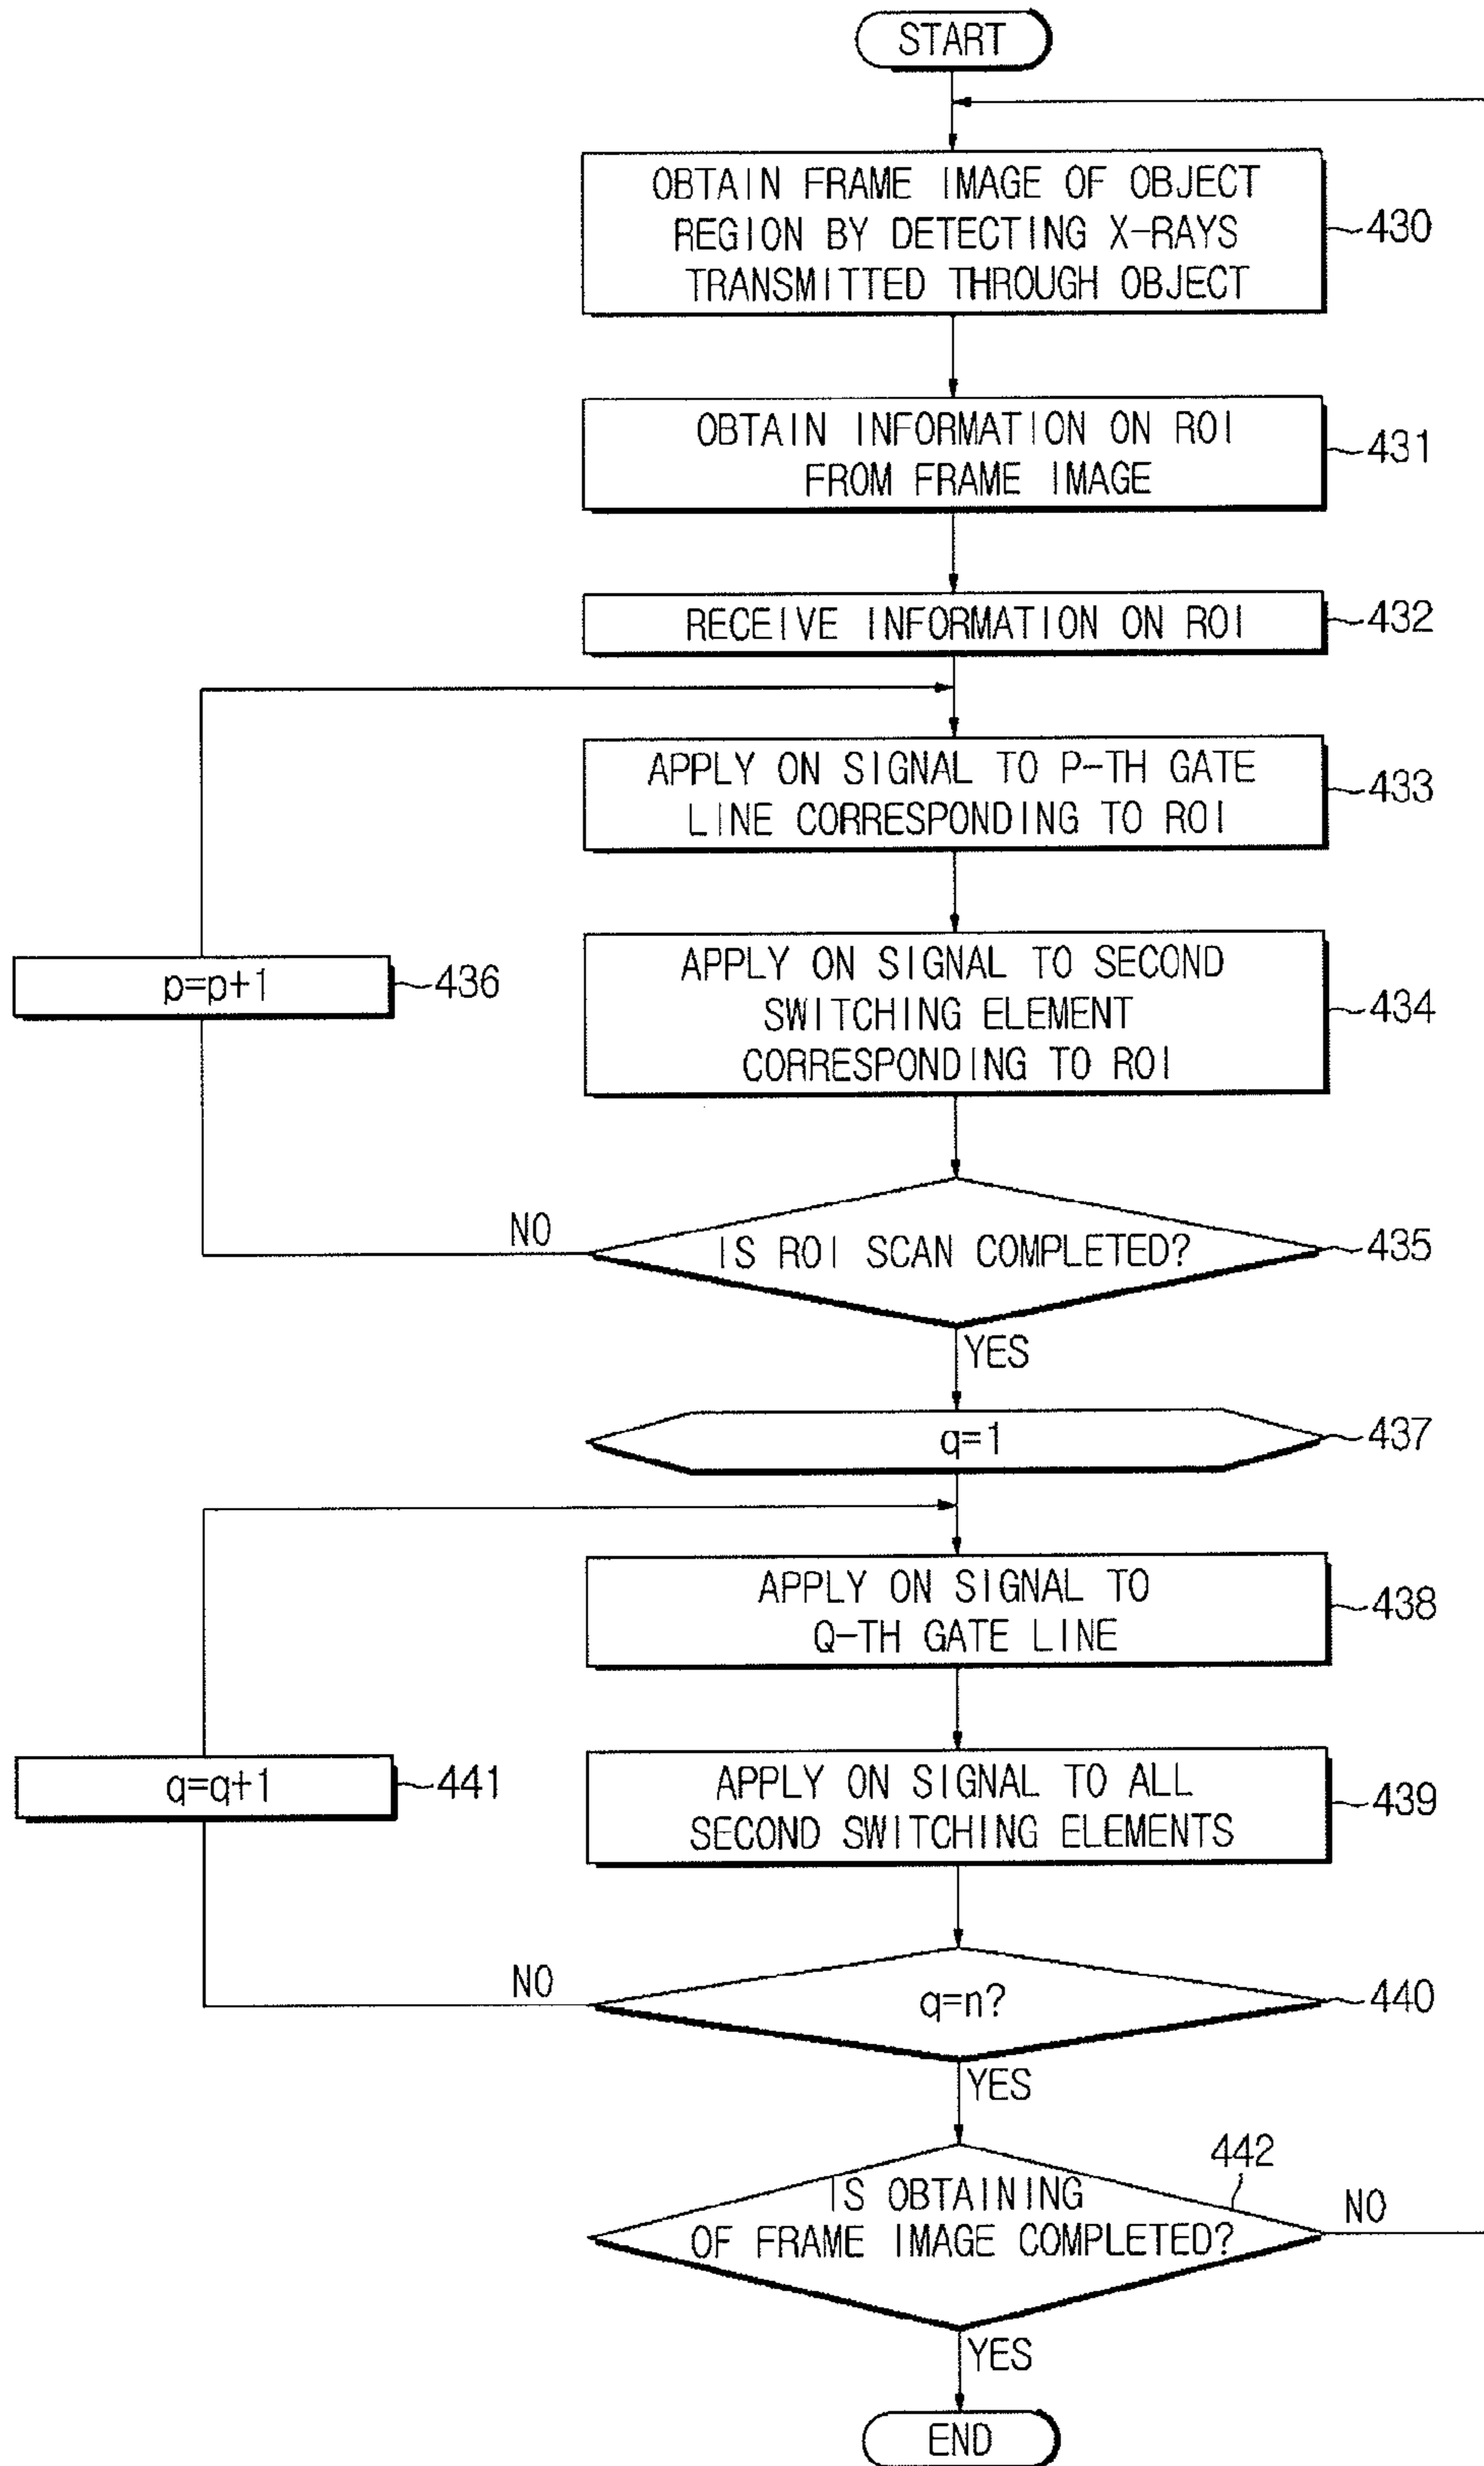 START
OBTAIN FRAME IMAGE OF OBJECT
REGION BY DETECTING X-RAYS
TRANSMITTED THROUGH OBJECT
430
OBTAIN INFORMATION ON ROI
FROM FRAME IMAGE
431
RECEIVE INFORMATION ON ROI
432
APPLY ON SIGNAL TO P-TH GATE
LINE CORRESPONDING TO ROI
433
APPLY ON SIGNAL TO SECOND
SWITCHING ELEMENT
CORRESPONDING TO ROI
434
p=p+1
436
NO
IS ROI SCAN COMPLETED?
435
YES
q=1
437
APPLY ON SIGNAL TO
Q-TH GATE LINE
438
APPLY ON SIGNAL TO ALL
SECOND SWITCHING ELEMENTS
439
q=q+1
441
NO
q=n?
440
YES
442
IS OBTAINING
OF FRAME IMAGE COMPLETED?
NO
YES
END